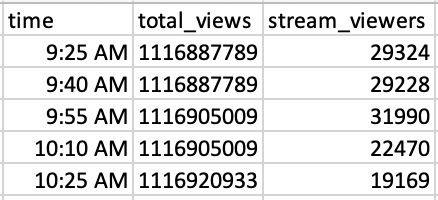 time total_views stream_viewers
9:25 AM 1116887789 29324
9:40 AM 1116887789 29228
9:55 AM 1116905009 31990
10:10 AM 1116905009 22470
10:25 AM 1116920933 19169